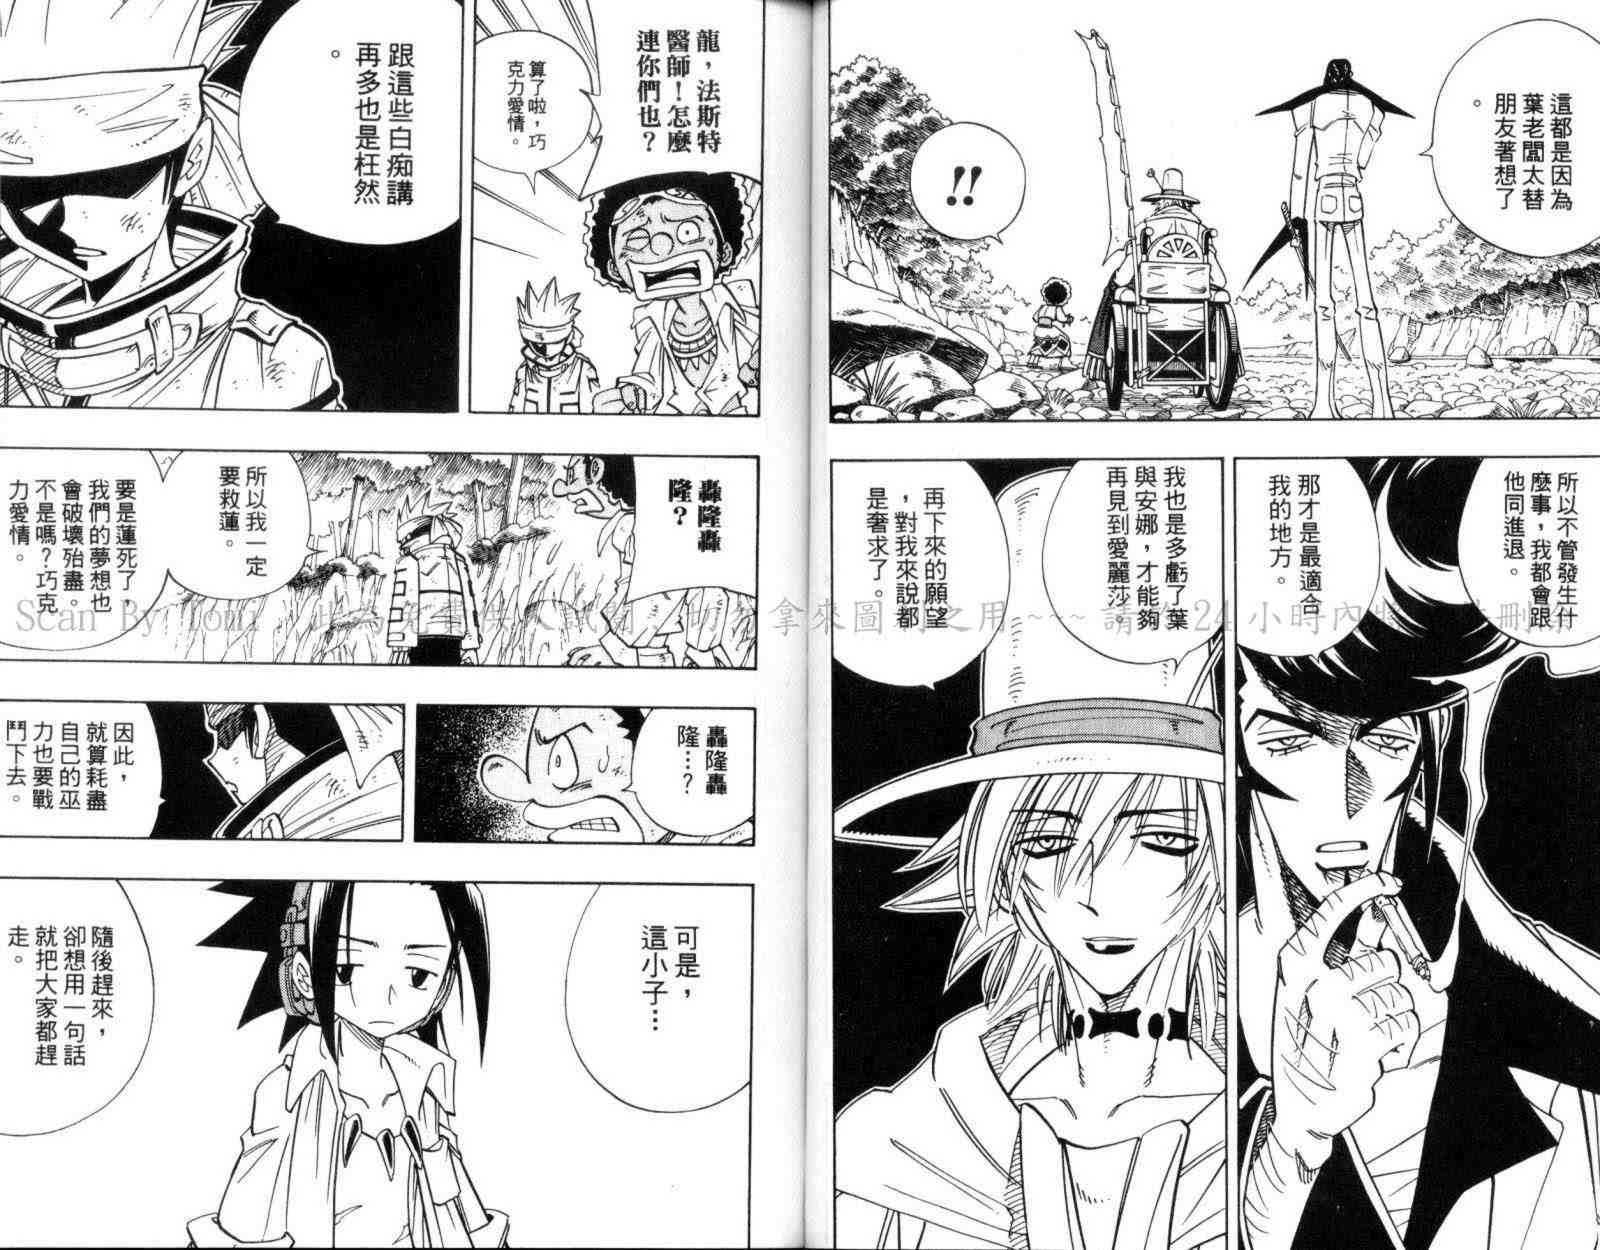 這都是因為
葉老闆太替
朋友著想了
。
!!
所以不管發生什
麼事，我都會跟
他同進退。
那才是最適合
我的地方。
我也是多虧了葉
與安娜，才能夠
再見到愛麗莎。
再下來的願望
，對我來說都
是奢求了。
龍，法斯特
醫師！怎麼
連你們也？
算了啦，巧
克力愛情。
跟這些白痴講
再多也是枉然
。
轟隆轟
隆？
所以我一定
要救蓮。
要是蓮死了，
我們的夢想也
會破壞殆盡。
不是嗎？巧克
力愛情。
轟隆轟
隆…？
因此，
就算耗盡
自己的巫
力也要戰
鬥下去。
可是，
這小子…
隨後趕來，
卻想用一句話
就把大家都趕
走。
Scan By Tomi